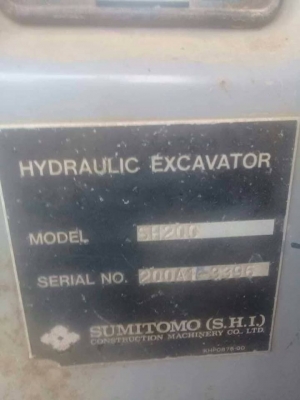 HYDRAULIC EXCAVATOR
MODEL SH200
SERIAL NO. 200A1-3396
SUMITOMO (S.H.I.)
CONSTRUCTION MACHINERY CO., LTD.